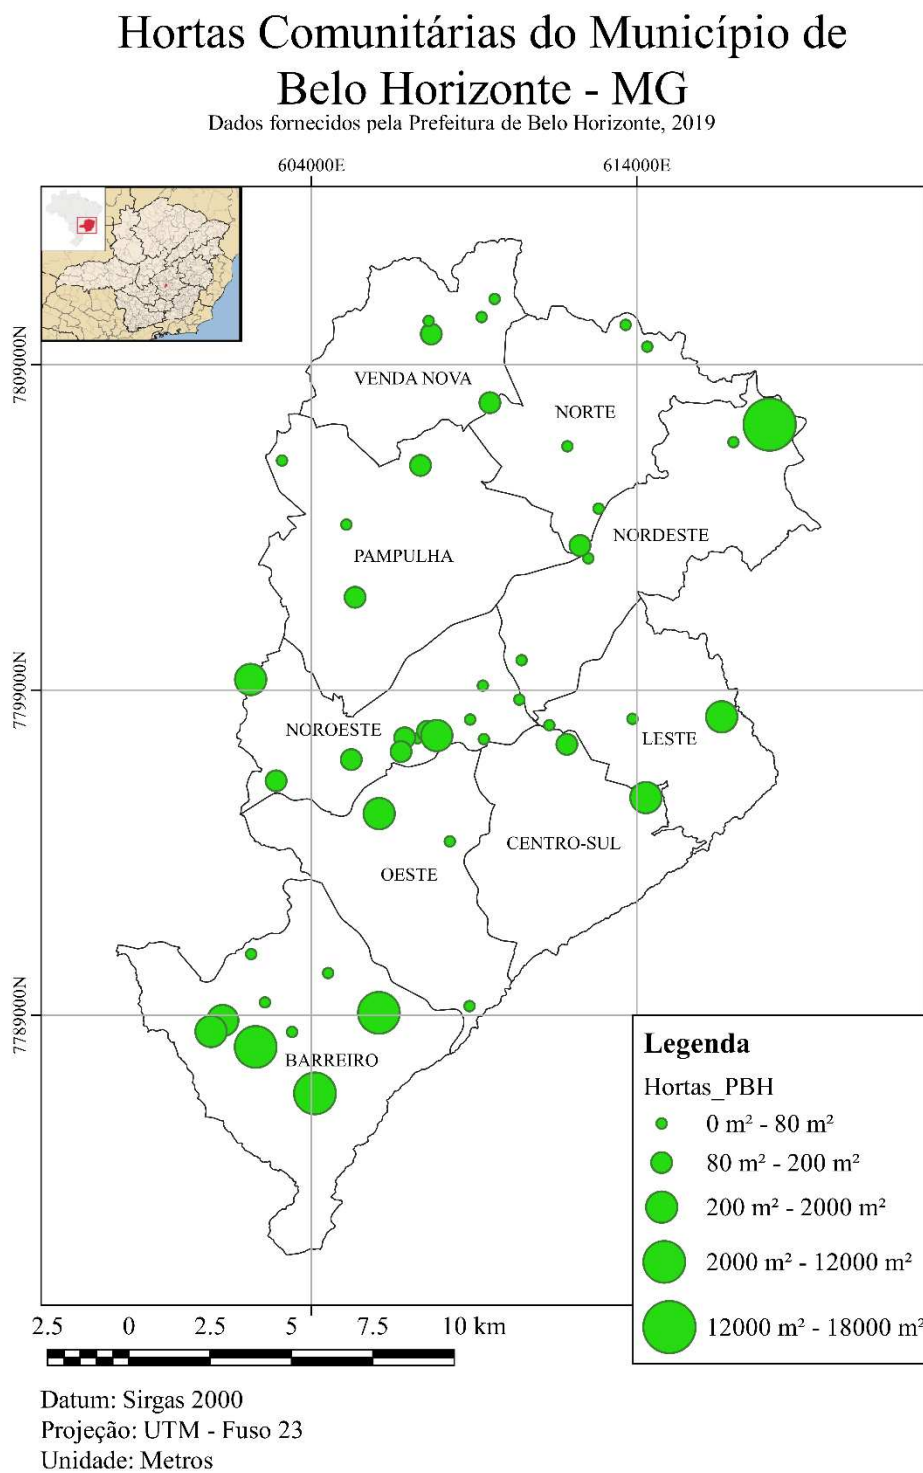 Hortas Comunitárias do Município de
Belo Horizonte - MG
Dados fornecidos pela Prefeitura de Belo Horizonte, 2019
604000E
614000E
7809000N
VENDA NOVA
NORTE
NORDESTE
PAMPULHA
7799000N
NOROESTE
LESTE
CENTRO-SUL
OESTE
7789000N
BARREIRO
Legenda
Hortas_PBH
0 m² - 80 m²
80 m² - 200 m²
200 m² - 2000 m²
2000 m² - 12000 m²
12000 m² - 18000 m²
2.5 0 2.5 5 7.5 10 km
Datum: Sirgas 2000
Projeção: UTM - Fuso 23
Unidade: Metros